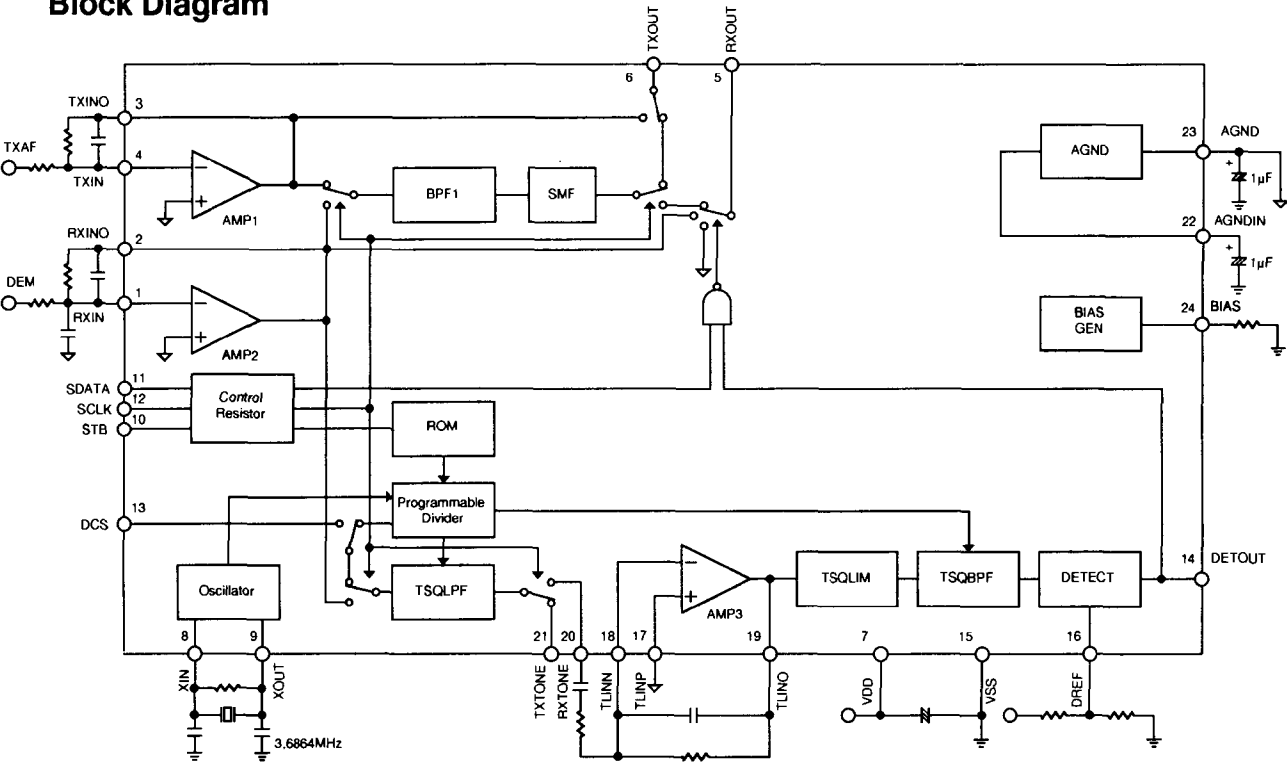 Block Diagram
TXOUT
RXOUT
6
5
TXINO
3
TXAF
4
TXIN
AMP1
BPF1
SMF
AGND
23
AGND
+
1µF
22
AGNDIN
+
1µF
RXINO
2
DEM
1
RXIN
AMP2
BIAS
GEN
24
BIAS
SDATA
11
SCLK
12
STB
10
Control
Resistor
ROM
DCS
13
Programmable
Divider
Oscillator
TSQLPF
AMP3
TSQLIM
TSQBPF
DETECT
14
DETOUT
8
9
21
20
18
17
19
7
15
16
XIN
XOUT
TXTONE
RXTONE
TLINN
TLINP
TLINO
VDD
VSS
DREF
3.6864MHz